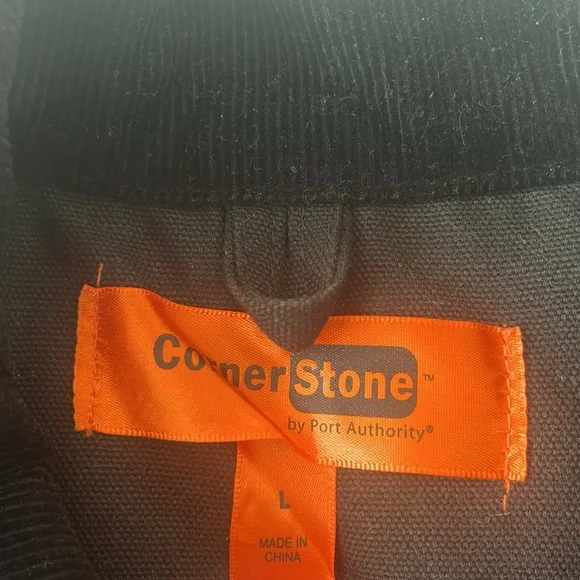 CornerStone™
by Port Authority®
L
MADE IN
CHINA